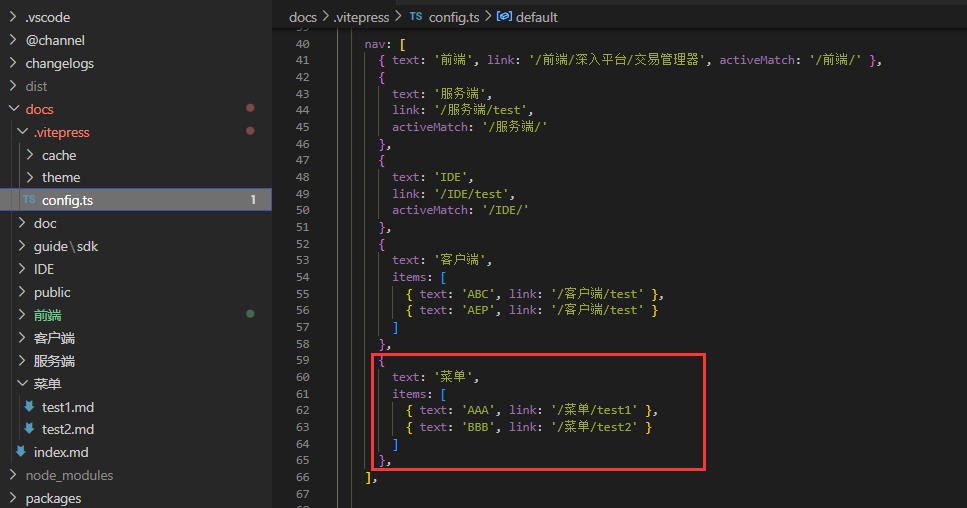 .vscode
@channel
changelogs
dist
docs
.vitepress
cache
theme
TS config.ts 1
doc
guide\sdk
IDE
public
前端
客户端
服务端
菜单
test1.md
test2.md
index.md
node_modules
packages
docs > .vitepress > TS config.ts > default
40 nav: [
41 { text: '前端', link: '/前端/深入平台/交易管理器', activeMatch: '/前端/' },
42 {
43 text: '服务端',
44 link: '/服务端/test',
45 activeMatch: '/服务端/'
46 },
47 {
48 text: 'IDE',
49 link: '/IDE/test',
50 activeMatch: '/IDE/'
51 },
52 {
53 text: '客户端',
54 items: [
55 { text: 'ABC', link: '/客户端/test' },
56 { text: 'AEP', link: '/客户端/test' }
57 ]
58 },
59 {
60 text: '菜单',
61 items: [
62 { text: 'AAA', link: '/菜单/test1' },
63 { text: 'BBB', link: '/菜单/test2' }
64 ]
65 },
66 ],
67